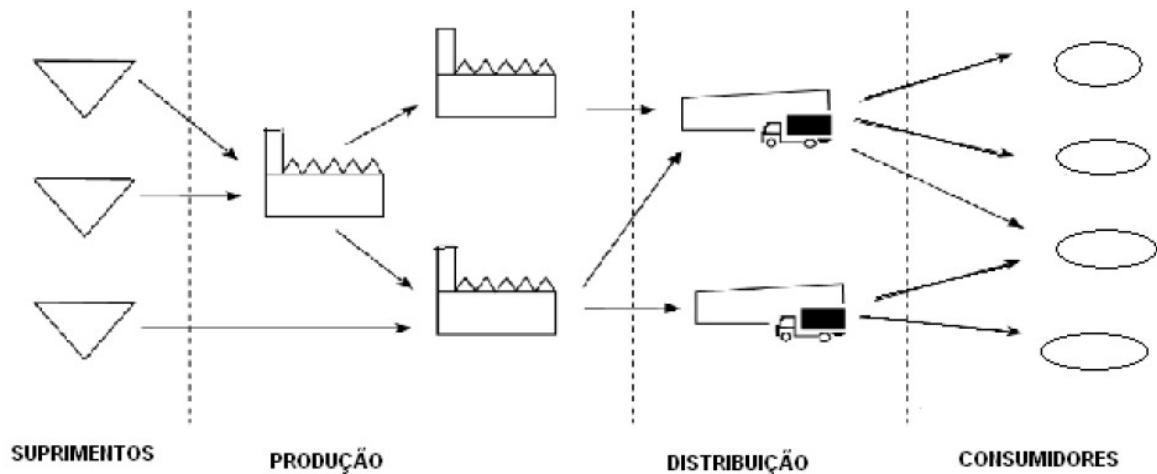 SUPRIMENTOS
PRODUÇÃO
DISTRIBUIÇÃO
CONSUMIDORES